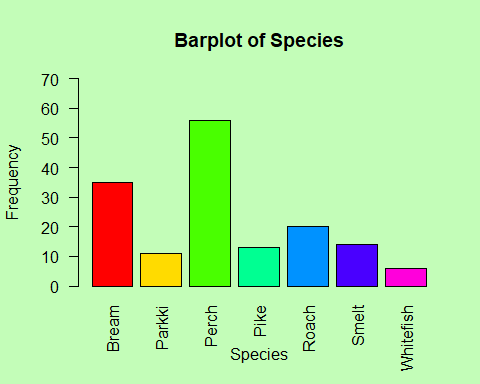 Barplot of Species
Frequency
70
60
50
40
30
20
10
0
Bream
Parkki
Perch
Pike
Roach
Smelt
Whitefish
Species